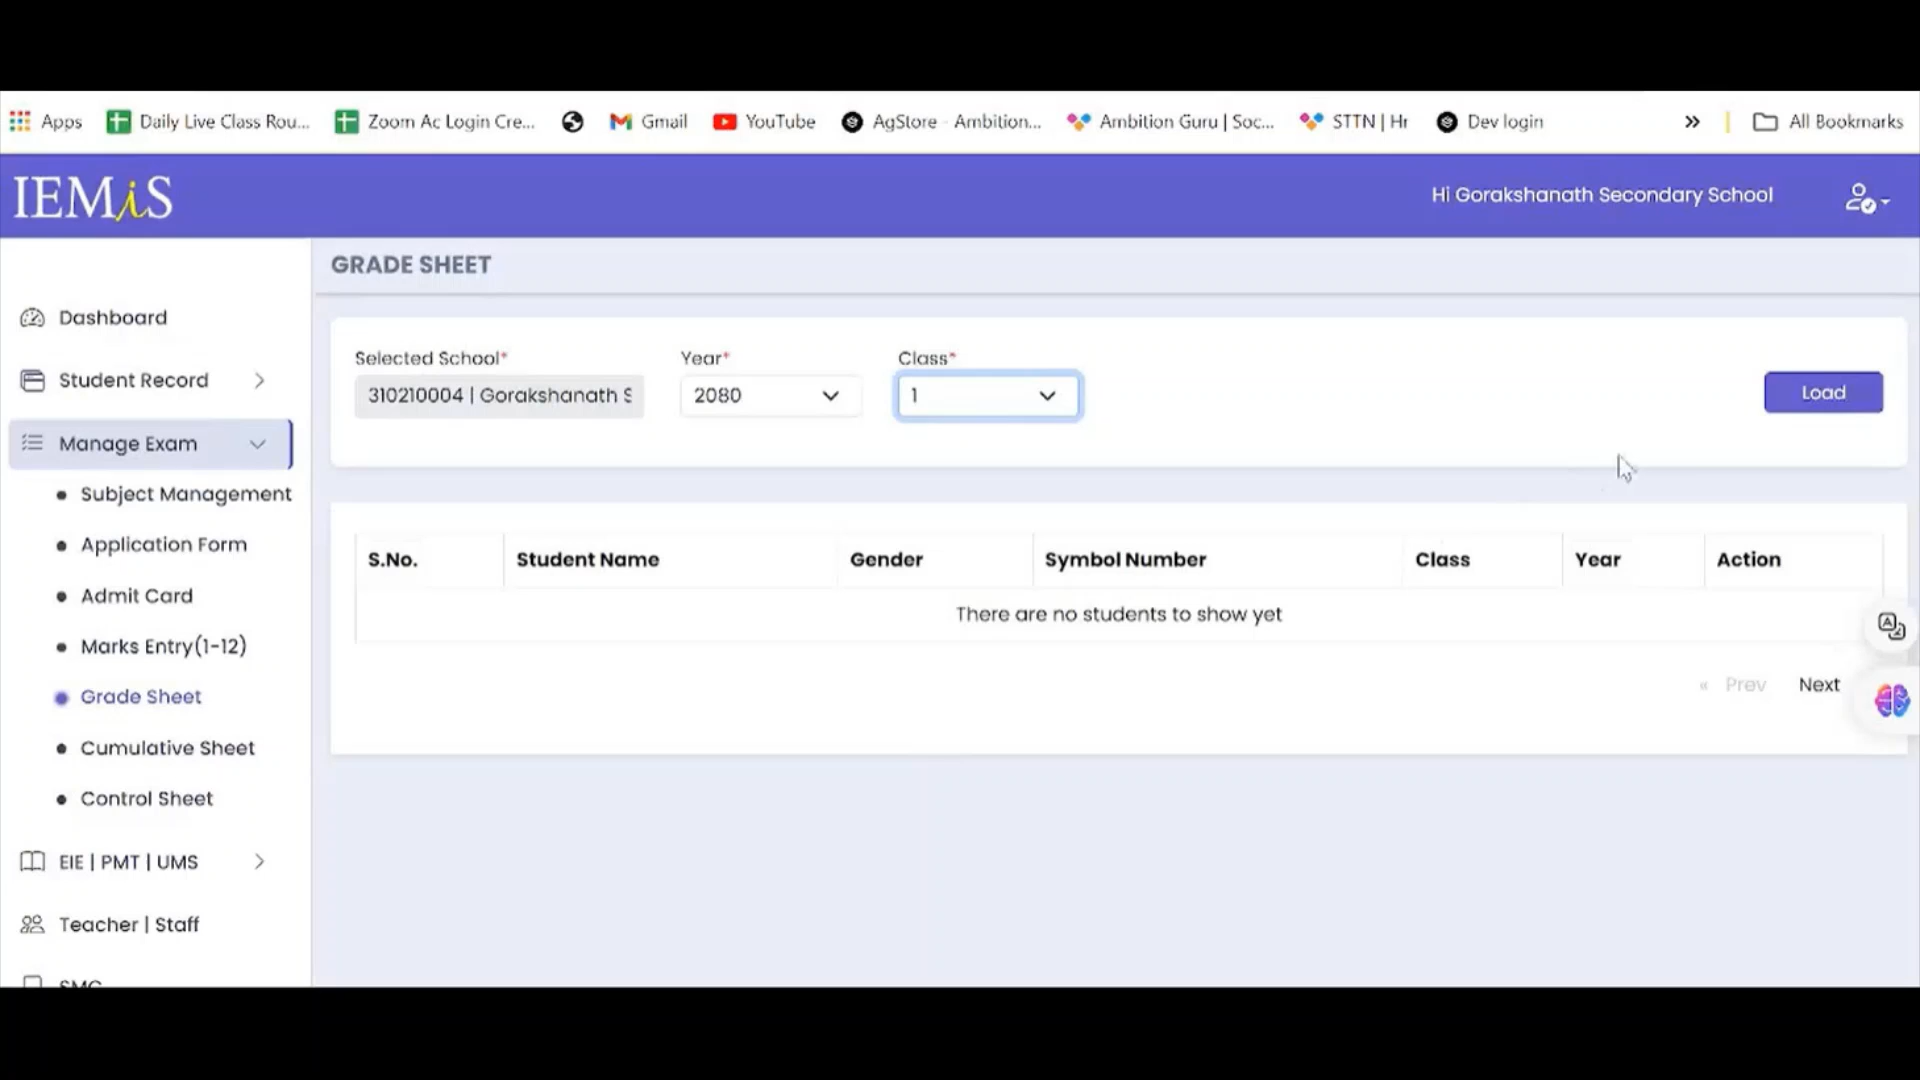 Apps Daily Live Class Rou... Zoom Ac Login Cre... Gmail YouTube AgStore - Ambition... Ambition Guru | Soc... STTN | Hr Dev login » All Bookmarks
IEMiS
Hi Gorakshanath Secondary School
GRADE SHEET
Dashboard
Student Record
Manage Exam
Subject Management
Application Form
Admit Card
Marks Entry(1-12)
Grade Sheet
Cumulative Sheet
Control Sheet
EIE | PMT | UMS
Teacher | Staff
SMC
Selected School* Year* Class*
310210004 | Gorakshanath S 2080 1 Load
S.No. Student Name Gender Symbol Number Class Year Action
There are no students to show yet
« Prev Next